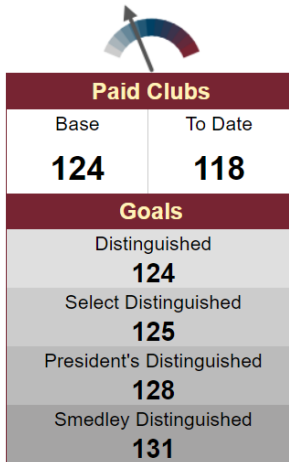 Paid Clubs
Base To Date
124 118
Goals
Distinguished
124
Select Distinguished
125
President's Distinguished
128
Smedley Distinguished
131